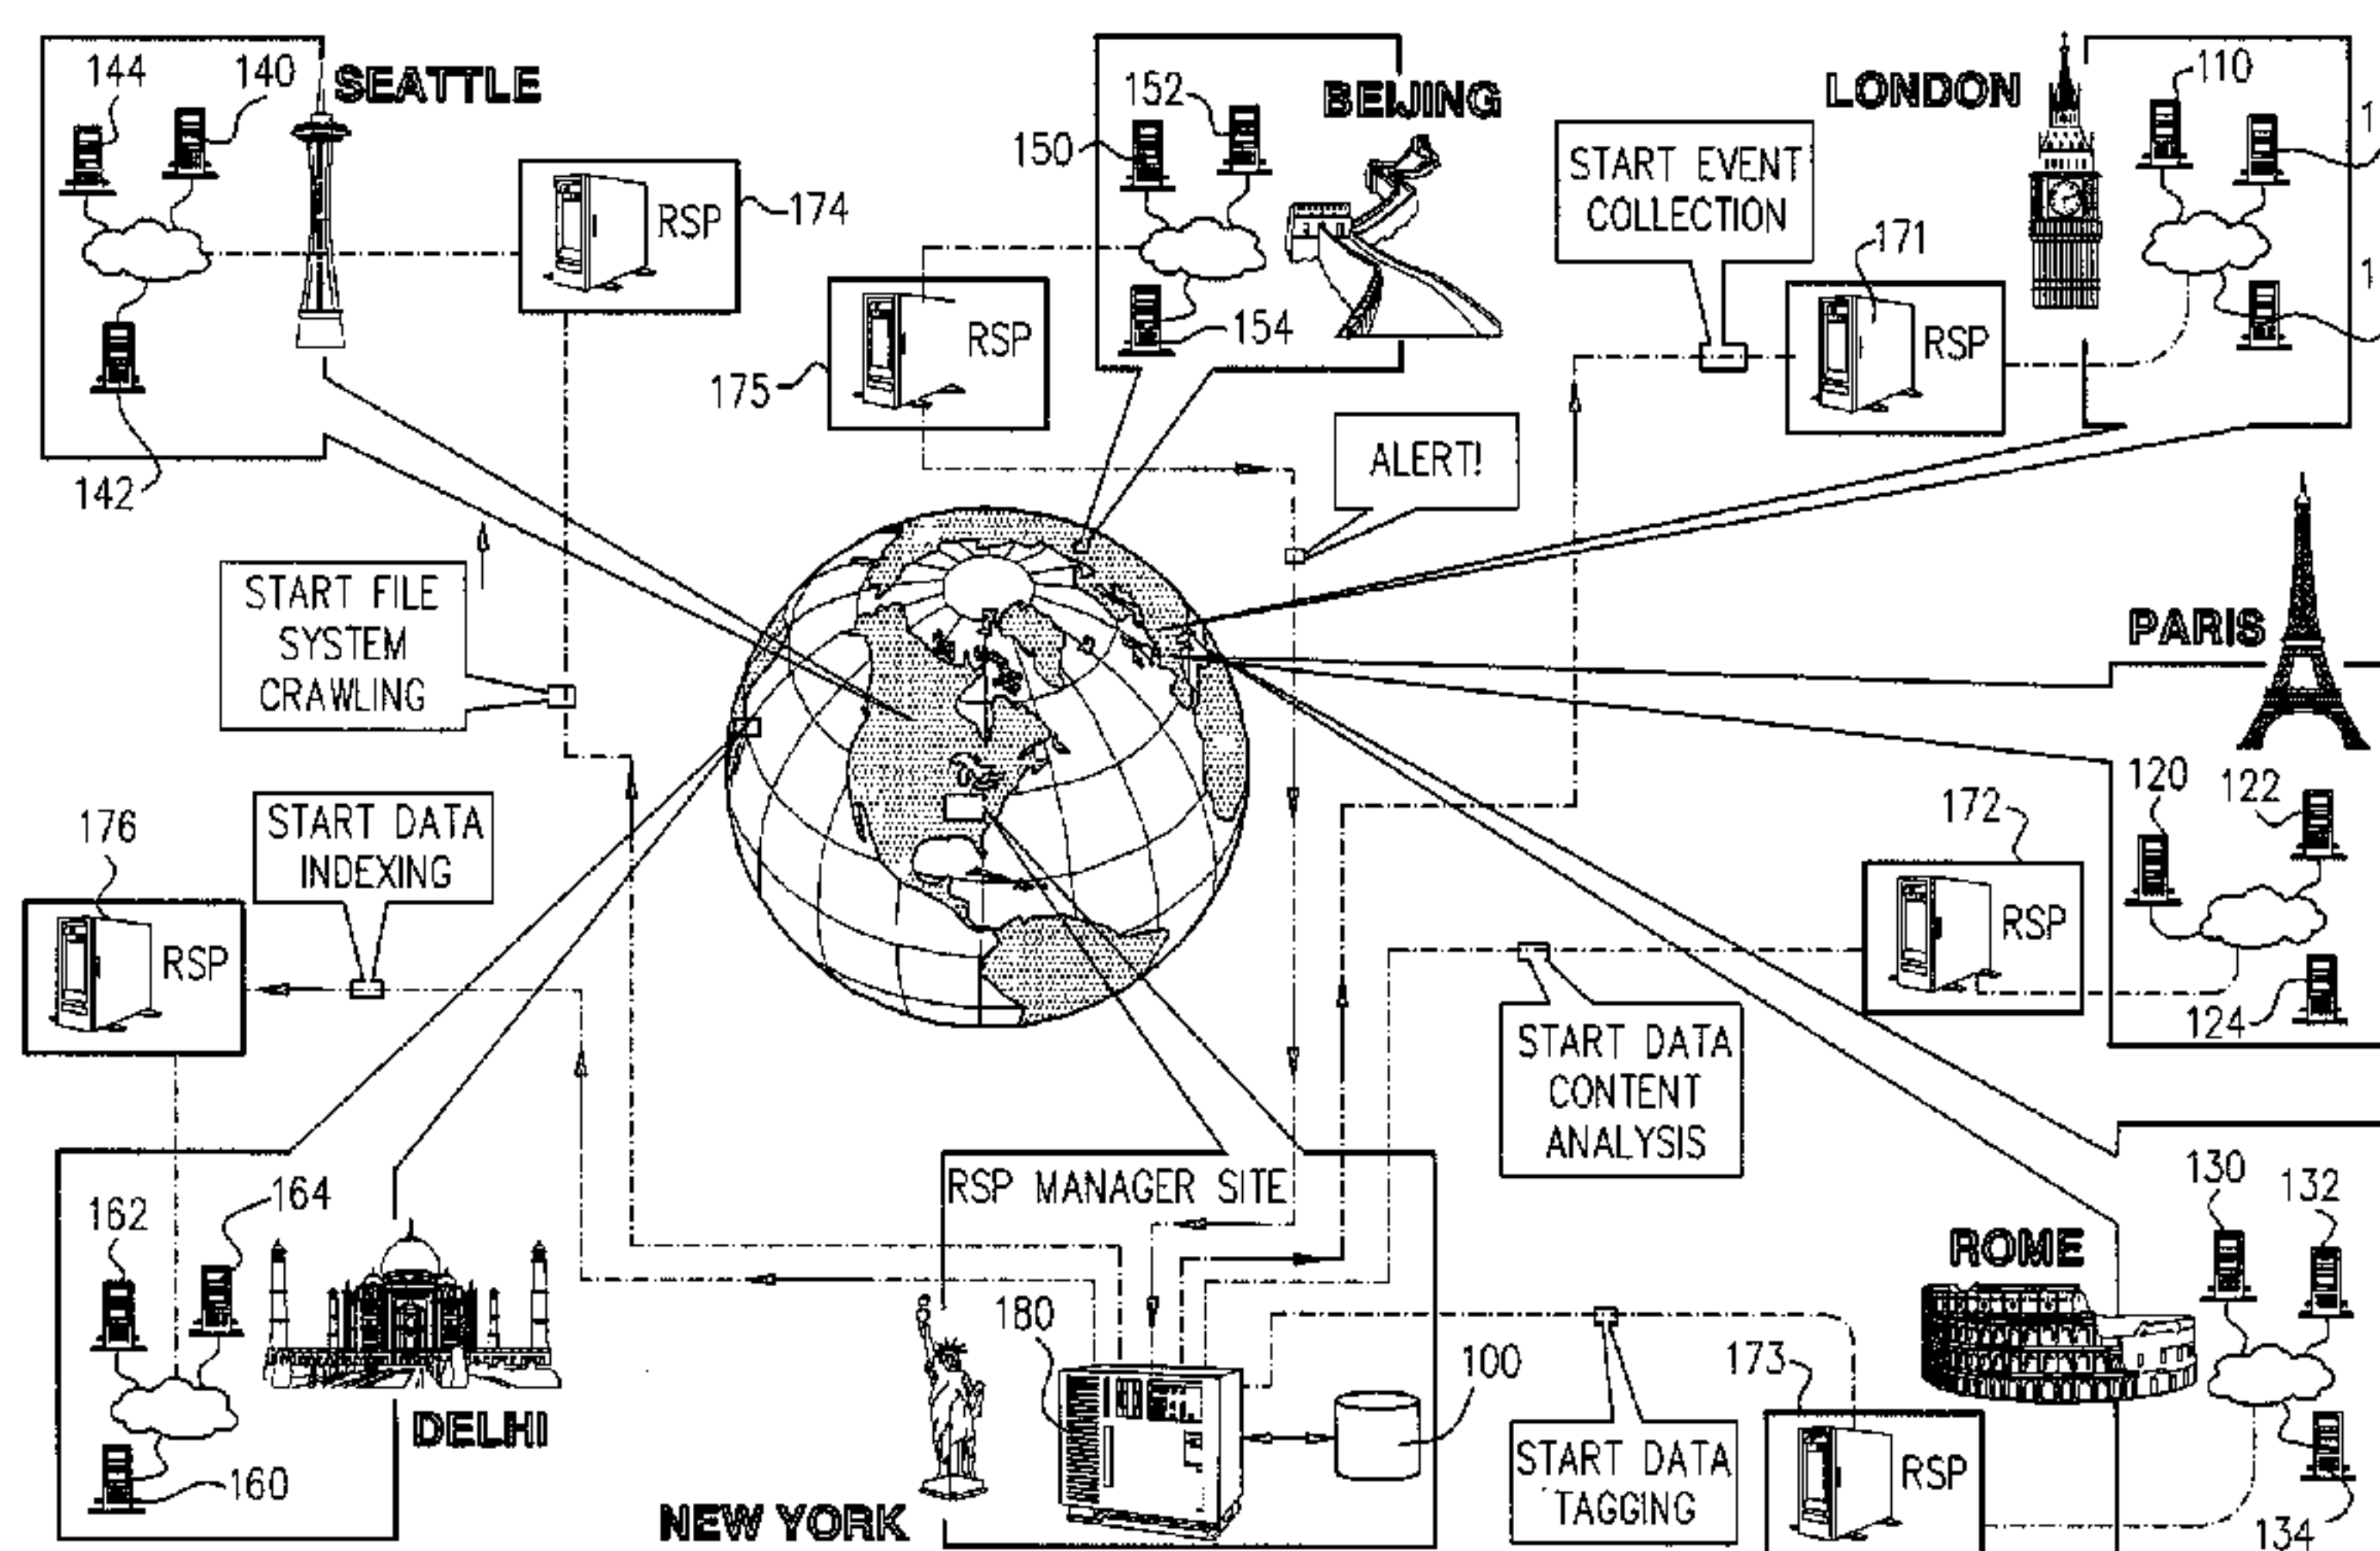 144
140
SEATTLE
RSP
174
142
152
150
BEIJING
154
RSP
175
LONDON
110
START EVENT
COLLECTION
171
RSP
ALERT!
START FILE
SYSTEM
CRAWLING
PARIS
120
122
172
RSP
124
176
START DATA
INDEXING
RSP
START DATA
CONTENT
ANALYSIS
RSP MANAGER SITE
162
164
160
DELHI
180
100
NEW YORK
START DATA
TAGGING
173
RSP
ROME
130
132
134